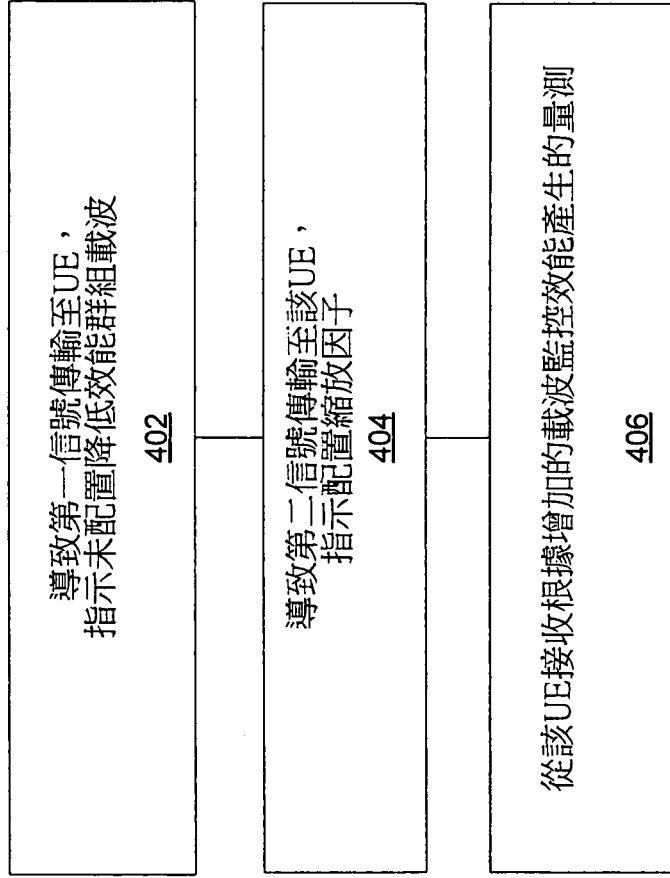 導致第一信號傳輸至UE，
指示未配置降低效能群組載波
402
導致第二信號傳輸至該UE，
指示配置縮放因子
404
從該UE接收根據增加的載波監控效能產生的量測
406